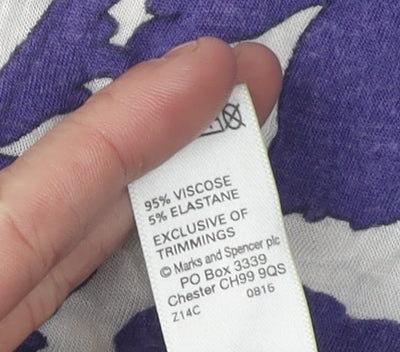 95% VISCOSE
5% ELASTANE
EXCLUSIVE OF
TRIMMINGS
© Marks and Spencer plc
PO Box 3339
Chester CH99 9QS
Z14C 0815